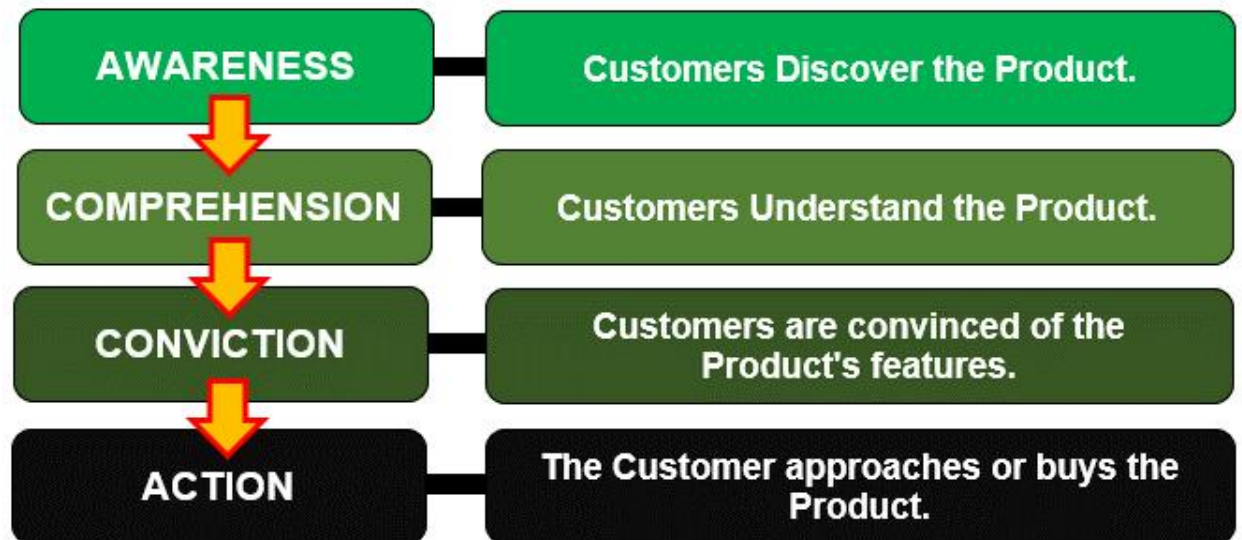 AWARENESS
Customers Discover the Product.
COMPREHENSION
Customers Understand the Product.
CONVICTION
Customers are convinced of the
Product's features.
ACTION
The Customer approaches or buys the
Product.